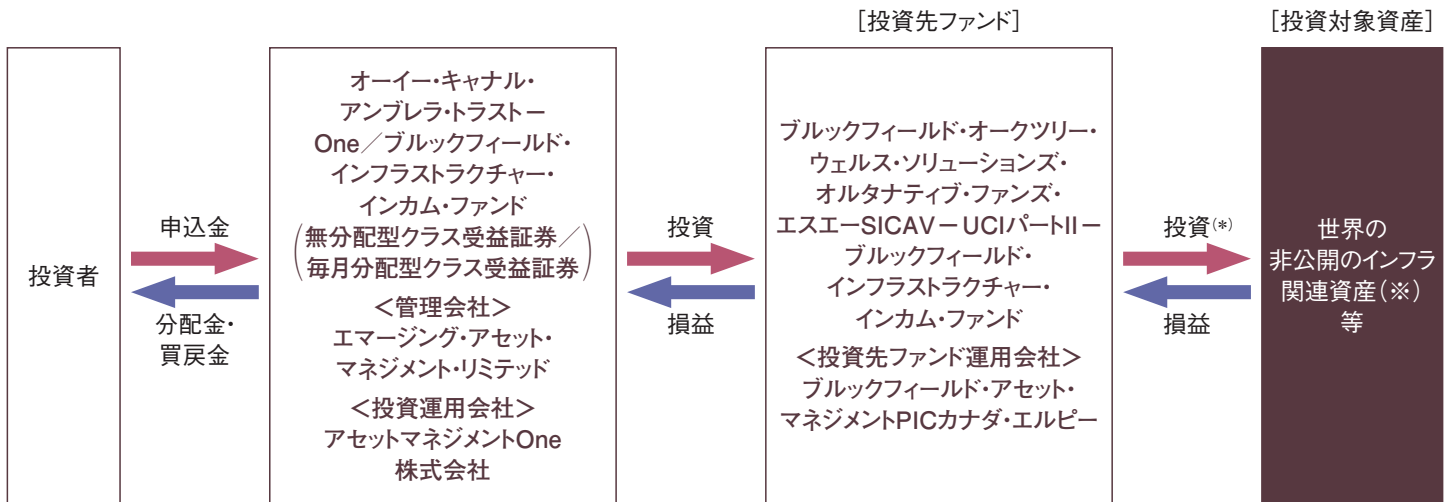 [投資先ファンド]
[投資対象資産]
投資者
申込金
分配金・
買戻金
オーイー・キャナル・
アンブレラ・トラスト－
One／ブルックフィールド・
インフラストラクチャー・
インカム・ファンド
(無分配型クラス受益証券／
毎月分配型クラス受益証券)
＜管理会社＞
エマージング・アセット・
マネジメント・リミテッド
＜投資運用会社＞
アセットマネジメントOne
株式会社
投資
損益
ブルックフィールド・オークツリー・
ウェルス・ソリューションズ・
オルタナティブ・ファンズ・
エスエーSICAV－UCIパートII－
ブルックフィールド・
インフラストラクチャー・
インカム・ファンド
＜投資先ファンド運用会社＞
ブルックフィールド・アセット・
マネジメントPICカナダ・エルピー
投資(*)
損益
世界の
非公開のインフラ
関連資産(※)
等